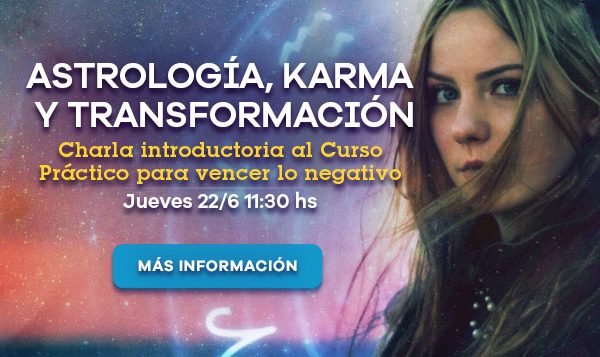 ASTROLOGÍA, KARMA
Y TRANSFORMACIÓN
Charla introductoria al Curso
Práctico para vencer lo negativo
Jueves 22/6 11:30 hs
MÁS INFORMACIÓN